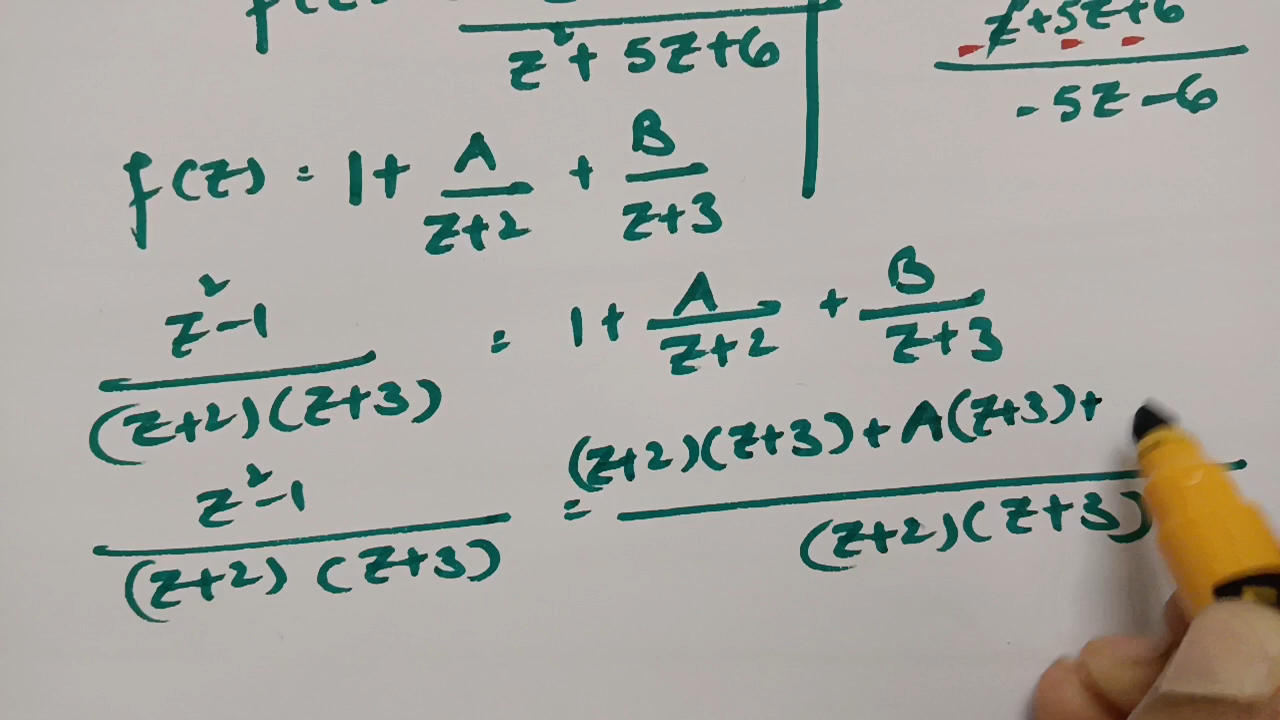 z² + 5z + 6
z² + 5z + 6
- 5z - 6
f(z) = 1 + A/(z+2) + B/(z+3)
z² - 1 / (z+2)(z+3) = 1 + A/(z+2) + B/(z+3)
z² - 1 / (z+2) (z+3) = (z+2)(z+3) + A(z+3) + / (z+2)(z+3)